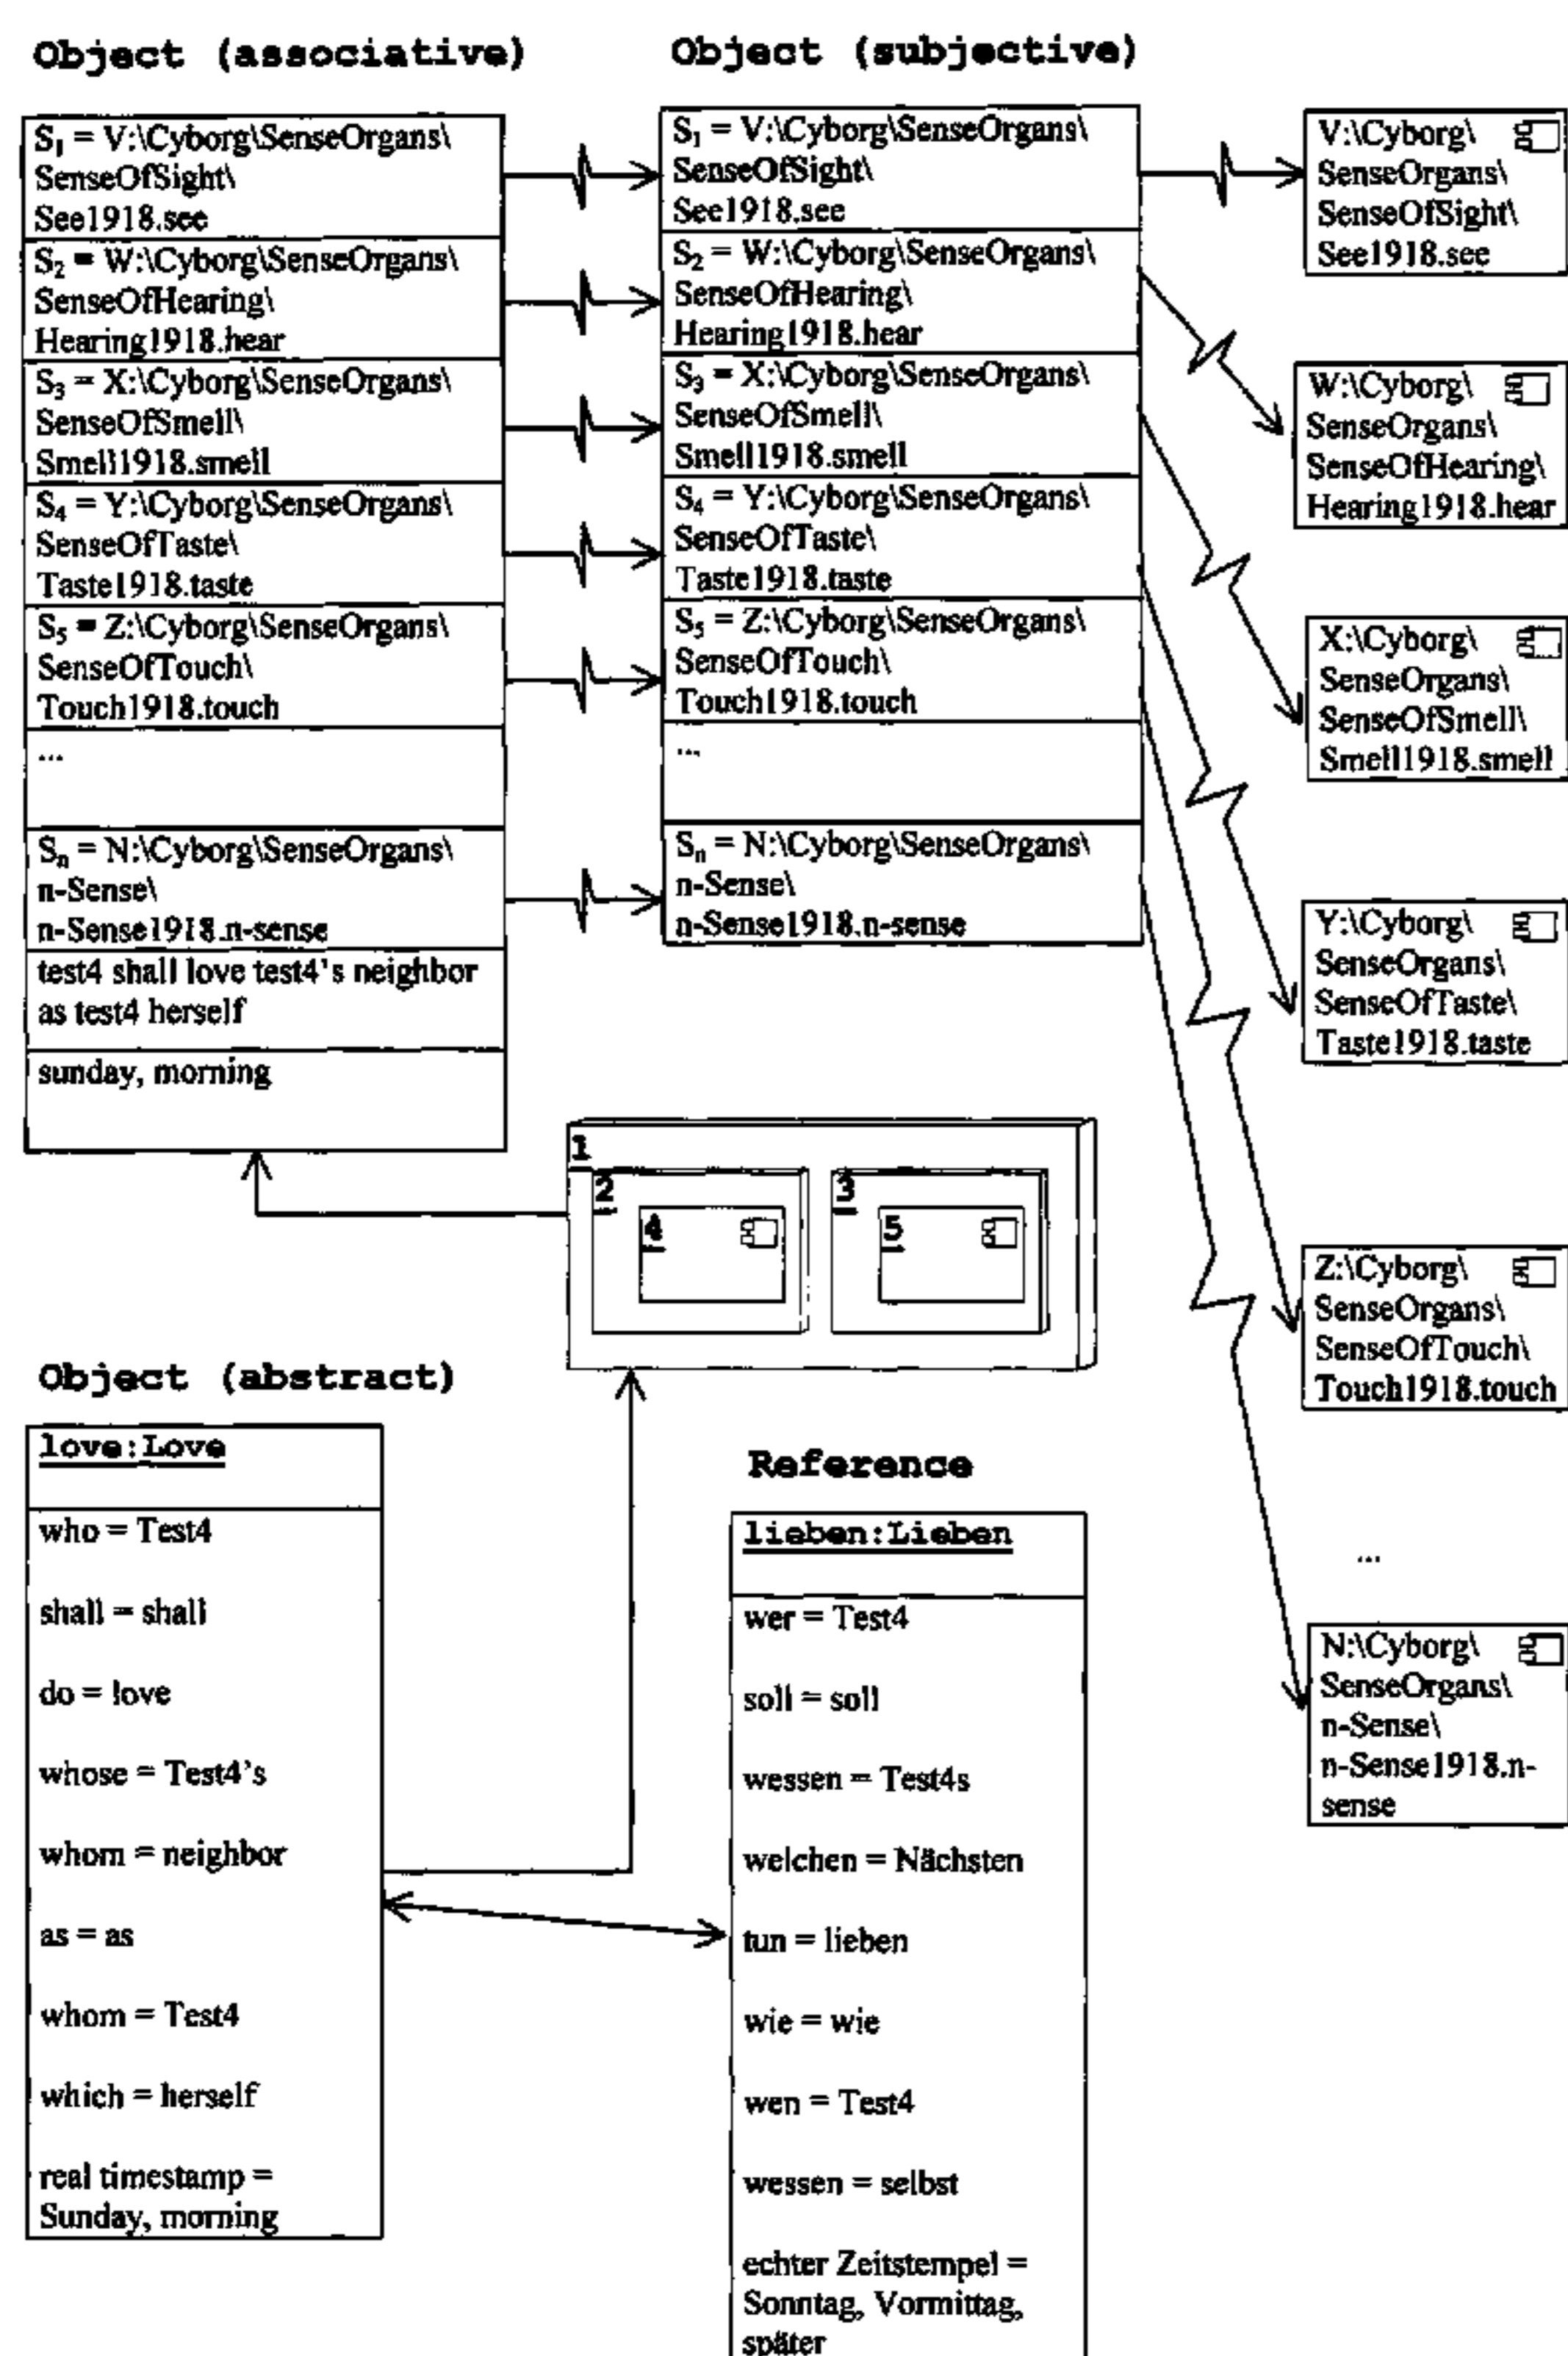 Object (associative)
S₁ = V:\Cyborg\SenseOrgans\
SenseOfSight\
See1918.see
S₂ = W:\Cyborg\SenseOrgans\
SenseOfHearing\
Hearing1918.hear
S₃ = X:\Cyborg\SenseOrgans\
SenseOfSmell\
Smell1918.smell
S₄ = Y:\Cyborg\SenseOrgans\
SenseOfTaste\
Taste1918.taste
S₅ = Z:\Cyborg\SenseOrgans\
SenseOfTouch\
Touch1918.touch
...
Sₙ = N:\Cyborg\SenseOrgans\
n-Sense\
n-Sense1918.n-sense
test4 shall love test4's neighbor
as test4 herself
sunday, morning
Object (subjective)
S₁ = V:\Cyborg\SenseOrgans\
SenseOfSight\
See1918.see
S₂ = W:\Cyborg\SenseOrgans\
SenseOfHearing\
Hearing1918.hear
S₃ = X:\Cyborg\SenseOrgans\
SenseOfSmell\
Smell1918.smell
S₄ = Y:\Cyborg\SenseOrgans\
SenseOfTaste\
Taste1918.taste
S₅ = Z:\Cyborg\SenseOrgans\
SenseOfTouch\
Touch1918.touch
...
Sₙ = N:\Cyborg\SenseOrgans\
n-Sense\
n-Sense1918.n-sense
V:\Cyborg\
SenseOrgans\
SenseOfSight\
See1918.see
W:\Cyborg\
SenseOrgans\
SenseOfHearing\
Hearing1918.hear
X:\Cyborg\
SenseOrgans\
SenseOfSmell\
Smell1918.smell
Y:\Cyborg\
SenseOrgans\
SenseOfTaste\
Taste1918.taste
Z:\Cyborg\
SenseOrgans\
SenseOfTouch\
Touch1918.touch
...
N:\Cyborg\
SenseOrgans\
n-Sense\
n-Sense1918.n-
sense
1
2
3
4
5
Object (abstract)
love:Love
who = Test4
shall = shall
do = love
whose = Test4's
whom = neighbor
as = as
whom = Test4
which = herself
real timestamp =
Sunday, morning
Reference
lieben:Lieben
wer = Test4
soll = soll
wessen = Test4s
welchen = Nächsten
tun = lieben
wie = wie
wen = Test4
wessen = selbst
echter Zeitstempel =
Sonntag, Vormittag,
später